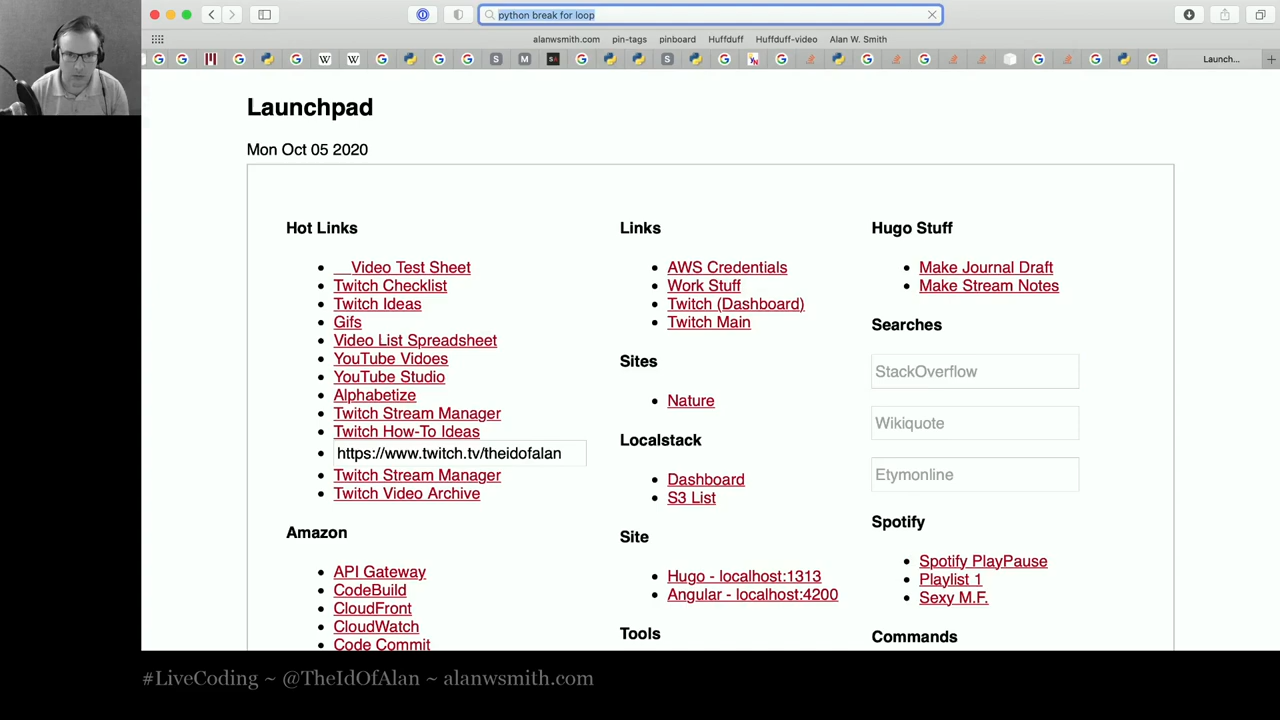 python break for loop
alanwsmith.com pin-tags pinboard Huffduff Huffduff-video Alan W. Smith
Launch...
Launchpad
Mon Oct 05 2020
Hot Links
__Video Test Sheet
Twitch Checklist
Twitch Ideas
Gifs
Video List Spreadsheet
YouTube Vidoes
YouTube Studio
Alphabetize
Twitch Stream Manager
Twitch How-To Ideas
https://www.twitch.tv/theidofalan
Twitch Stream Manager
Twitch Video Archive
Amazon
API Gateway
CodeBuild
CloudFront
CloudWatch
Code Commit
Links
AWS Credentials
Work Stuff
Twitch (Dashboard)
Twitch Main
Sites
Nature
Localstack
Dashboard
S3 List
Site
Hugo - localhost:1313
Angular - localhost:4200
Tools
Hugo Stuff
Make Journal Draft
Make Stream Notes
Searches
StackOverflow
Wikiquote
Etymonline
Spotify
Spotify PlayPause
Playlist 1
Sexy M.F.
Commands
#LiveCoding ~ @TheIdOfAlan ~ alanwsmith.com